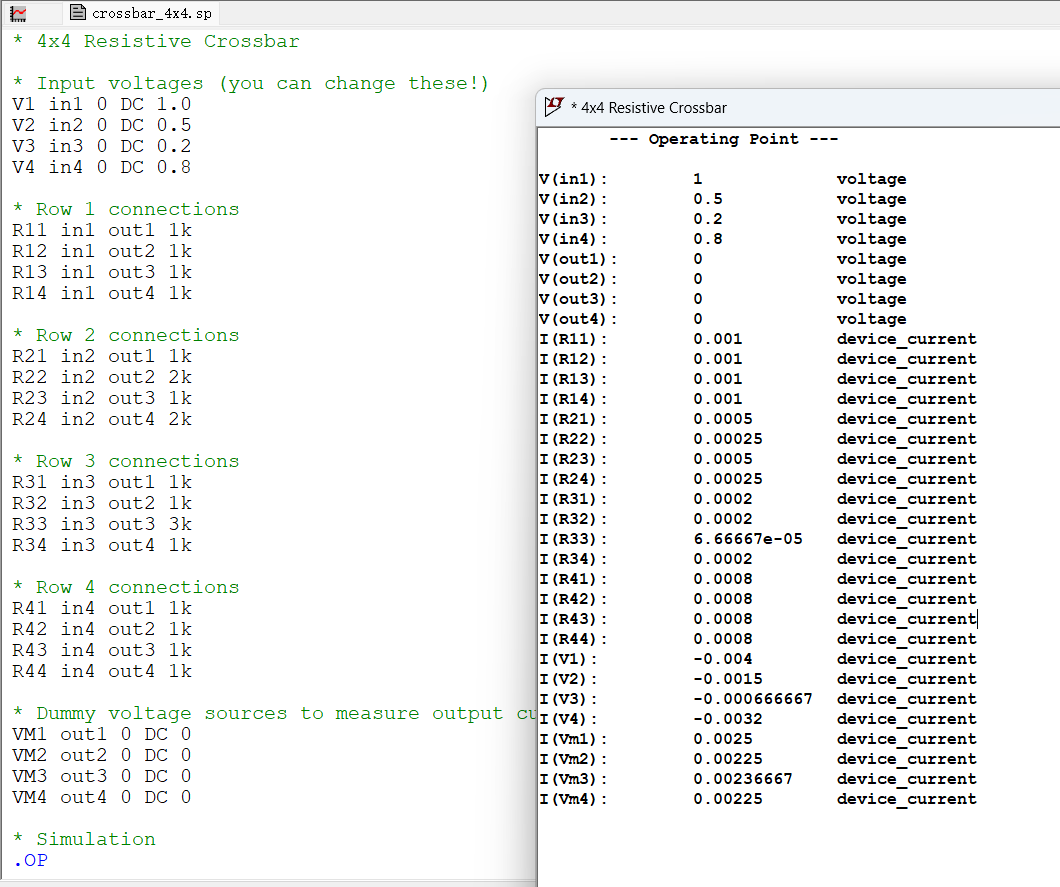 crossbar_4x4.sp
* 4x4 Resistive Crossbar
* Input voltages (you can change these!)
V1 in1 0 DC 1.0
V2 in2 0 DC 0.5
V3 in3 0 DC 0.2
V4 in4 0 DC 0.8
* Row 1 connections
R11 in1 out1 1k
R12 in1 out2 1k
R13 in1 out3 1k
R14 in1 out4 1k
* Row 2 connections
R21 in2 out1 1k
R22 in2 out2 2k
R23 in2 out3 1k
R24 in2 out4 2k
* Row 3 connections
R31 in3 out1 1k
R32 in3 out2 1k
R33 in3 out3 3k
R34 in3 out4 1k
* Row 4 connections
R41 in4 out1 1k
R42 in4 out2 1k
R43 in4 out3 1k
R44 in4 out4 1k
* Dummy voltage sources to measure output
VM1 out1 0 DC 0
VM2 out2 0 DC 0
VM3 out3 0 DC 0
VM4 out4 0 DC 0
* Simulation
.OP
* 4x4 Resistive Crossbar
--- Operating Point ---
V(in1): 1 voltage
V(in2): 0.5 voltage
V(in3): 0.2 voltage
V(in4): 0.8 voltage
V(out1): 0 voltage
V(out2): 0 voltage
V(out3): 0 voltage
V(out4): 0 voltage
I(R11): 0.001 device_current
I(R12): 0.001 device_current
I(R13): 0.001 device_current
I(R14): 0.001 device_current
I(R21): 0.0005 device_current
I(R22): 0.00025 device_current
I(R23): 0.0005 device_current
I(R24): 0.00025 device_current
I(R31): 0.0002 device_current
I(R32): 0.0002 device_current
I(R33): 6.66667e-05 device_current
I(R34): 0.0002 device_current
I(R41): 0.0008 device_current
I(R42): 0.0008 device_current
I(R43): 0.0008 device_current
I(R44): 0.0008 device_current
I(V1): -0.004 device_current
I(V2): -0.0015 device_current
I(V3): -0.000666667 device_current
I(V4): -0.0032 device_current
I(Vm1): 0.0025 device_current
I(Vm2): 0.00225 device_current
I(Vm3): 0.00236667 device_current
I(Vm4): 0.00225 device_current